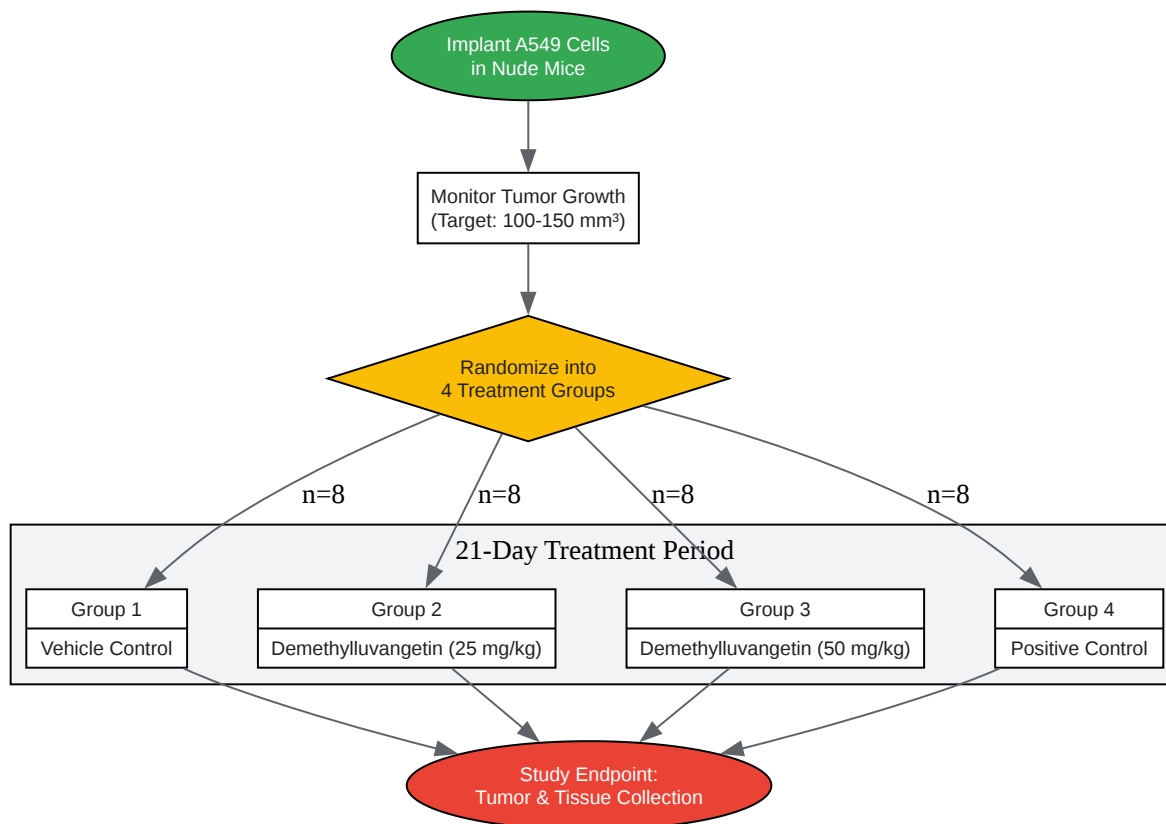 Implant A549 Cells
in Nude Mice
Monitor Tumor Growth
(Target: 100-150 mm³)
Randomize into
4 Treatment Groups
n=8
n=8
n=8
n=8
21-Day Treatment Period
Group 1
Vehicle Control
Group 2
Demethylluvangetin (25 mg/kg)
Group 3
Demethylluvangetin (50 mg/kg)
Group 4
Positive Control
Study Endpoint:
Tumor & Tissue Collection